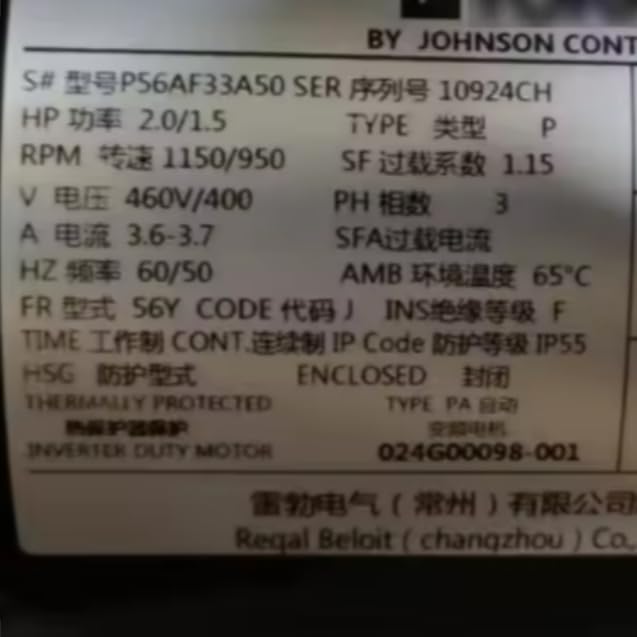 BY JOHNSON CONT
S# 型号P56AF33A50 SER 序列号 10924CH
HP 功率 2.0/1.5 TYPE 类型 P
RPM 转速 1150/950 SF 过载系数 1.15
V 电压 460V/400 PH 相数 3
A 电流 3.6-3.7 SFA过载电流
HZ 频率 60/50 AMB 环境温度 65°C
FR 型式 56Y CODE 代码 J INS绝缘等级 F
TIME 工作制 CONT.连续制 IP Code 防护等级 IP55
HSG 防护型式 ENCLOSED 封闭
THERMALLY PROTECTED TYPE PA 自动
热保护器保护 变频电机
INVERTER DUTY MOTOR 024G00098-001
雷勃电气(常州)有限公司
Regal Beloit (changzhou) Co.,